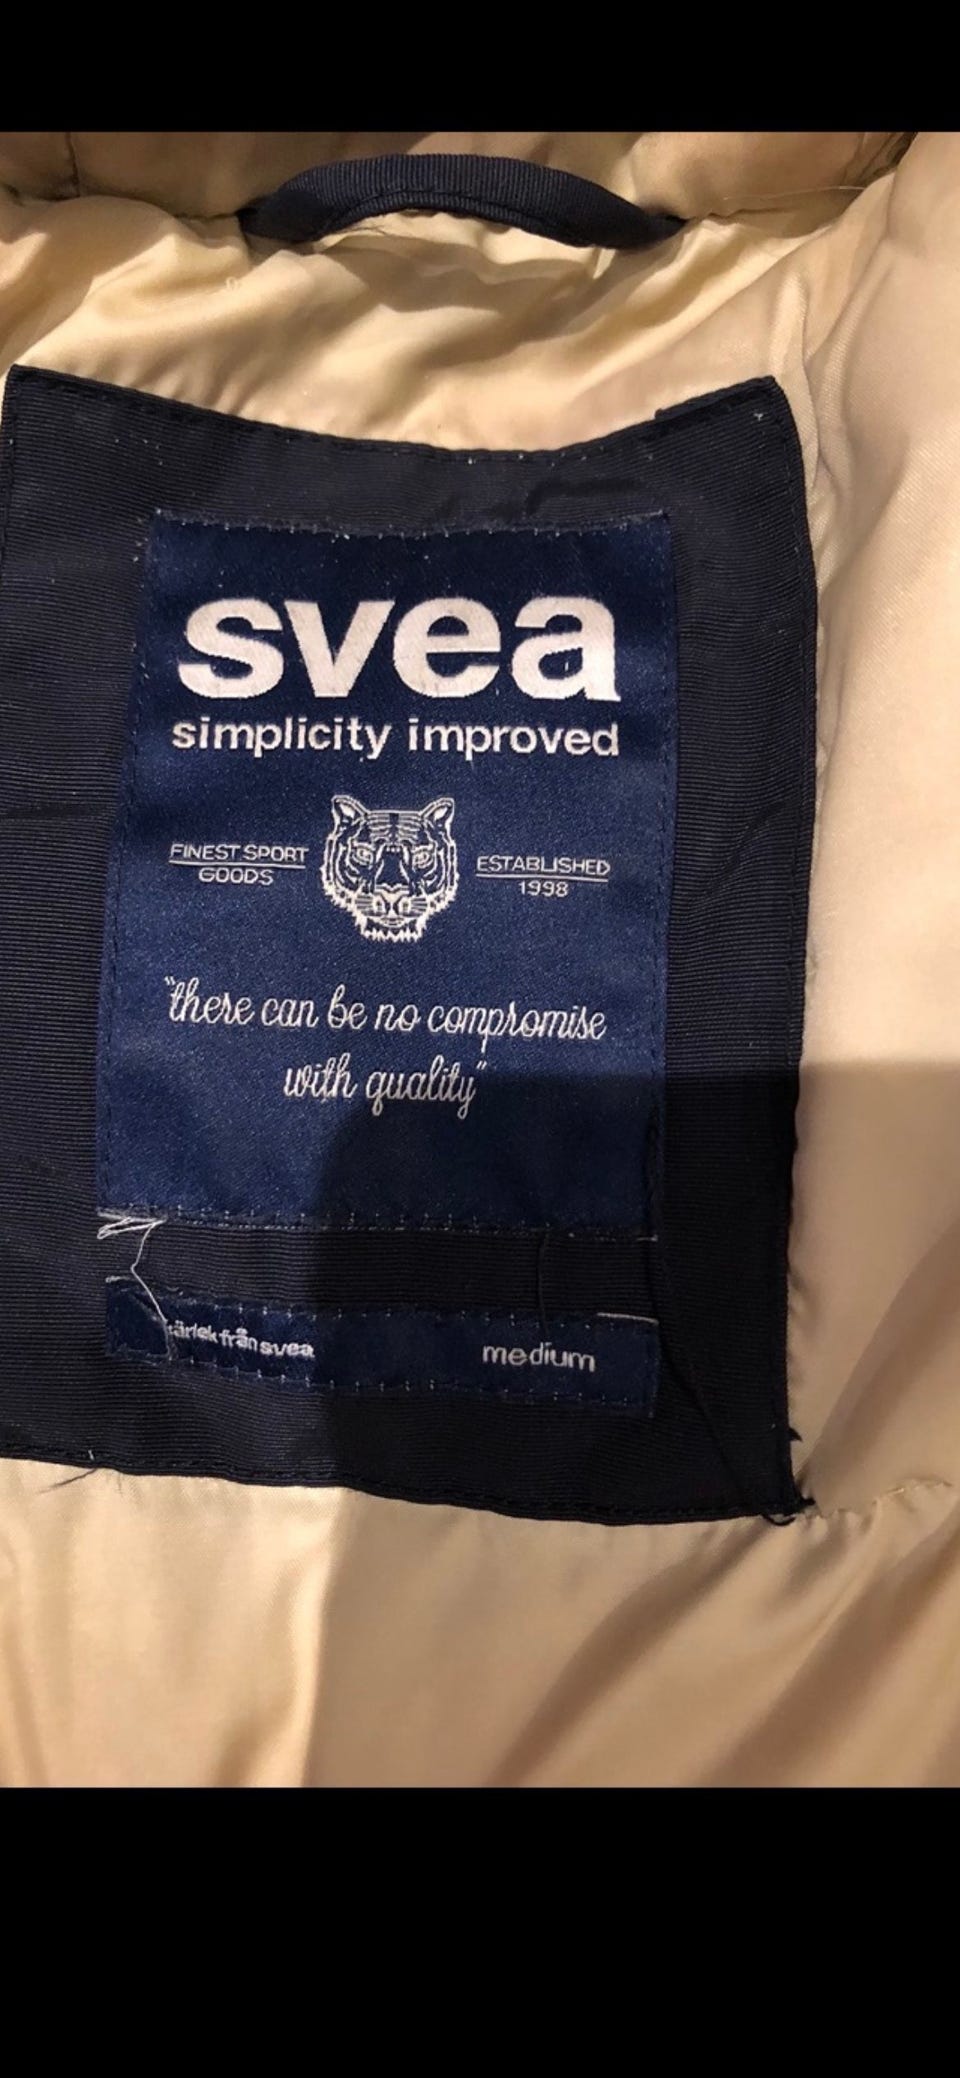 svea
simplicity improved
FINEST SPORT
GOODS
ESTABLISHED
1998
"there can be no compromise
with quality"
kärlek från svea
medium